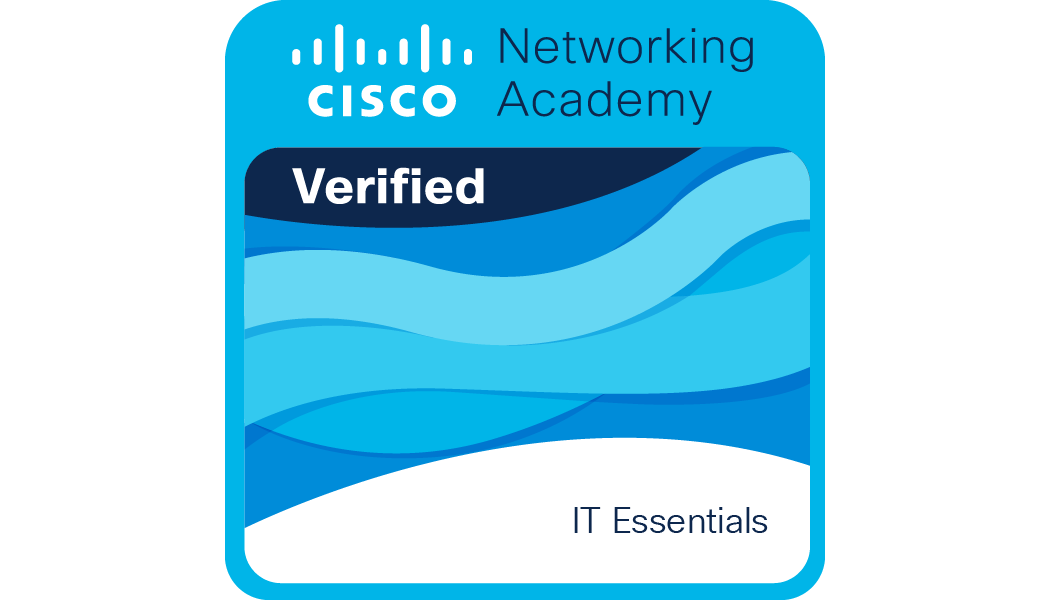 CISCO
Networking
Academy
Verified
IT Essentials